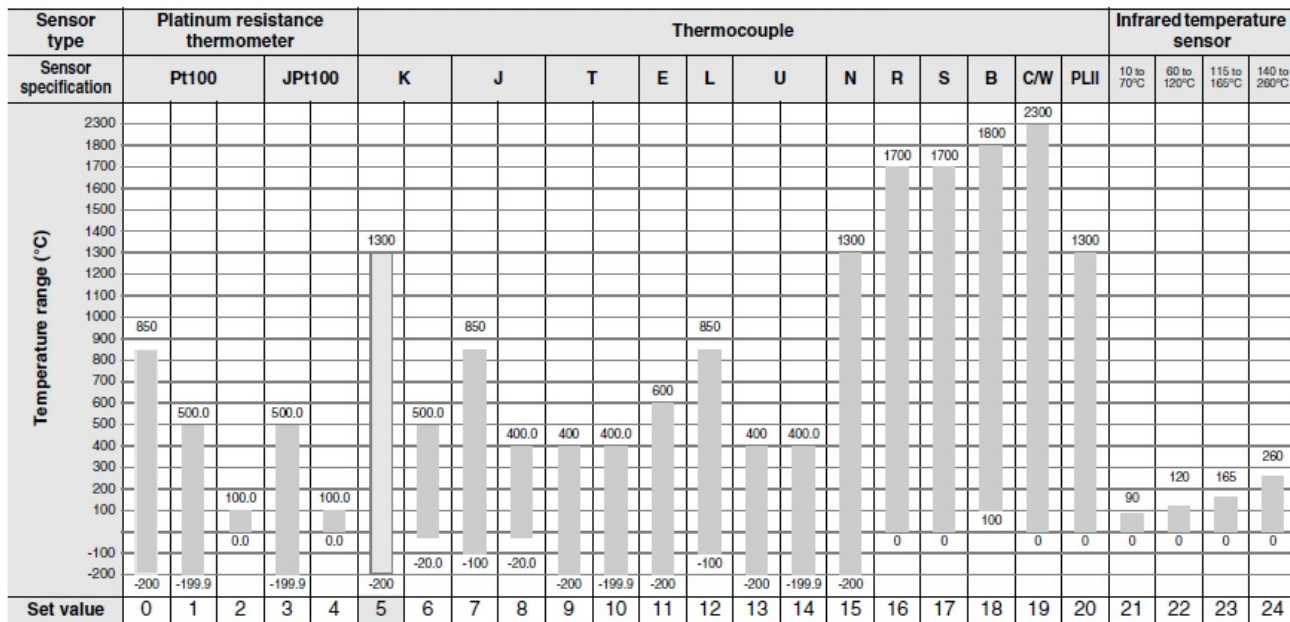 Sensor type Platinum resistance thermometer Thermocouple Infrared temperature sensor
Sensor specification Pt100 JPt100 K J T E L U N R S B C/W PLII 10 to 70°C 60 to 120°C 115 to 165°C 140 to 260°C
Temperature range (°C)
2300 2300
1800 1800
1700 1700 1700
1600
1500
1400
1300 1300 1300 1300
1200
1100
1000
900 850 850 850
800
700
600 600
500 500.0 500.0 500.0
400 400.0 400 400.0 400 400.0
300
200 260
100 100.0 100.0 90 120 165
0.0 0.0 100 0 0 0 0 0 0 0 0
-100 -20.0 -100 -20.0 -100
-200 -200 -199.9 -199.9 -200 -200 -199.9 -200 -200 -199.9 -200
Set value 0 1 2 3 4 5 6 7 8 9 10 11 12 13 14 15 16 17 18 19 20 21 22 23 24